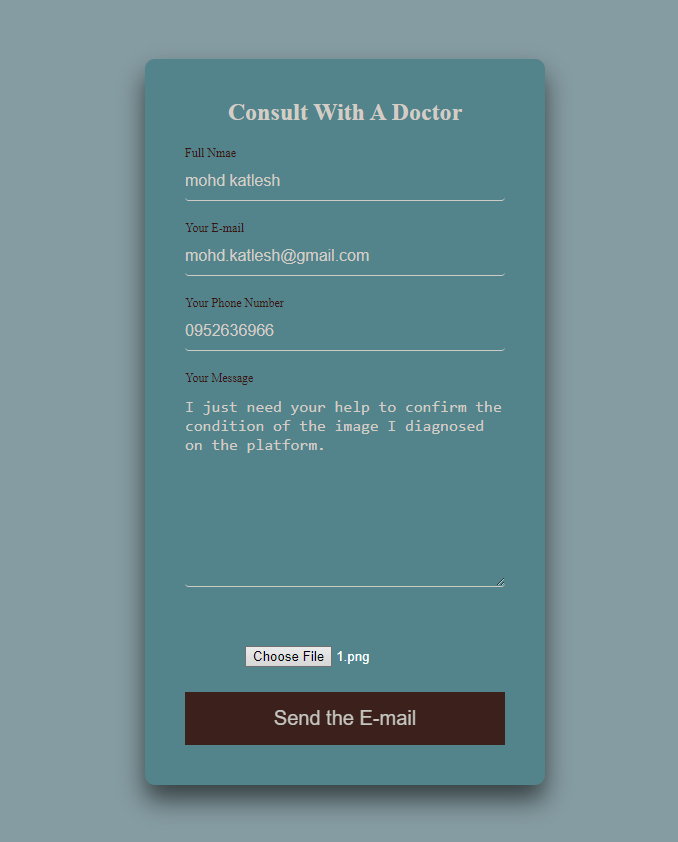 Consult With A Doctor
Full Nmae
mohd katlesh
Your E-mail
mohd.katlesh@gmail.com
Your Phone Number
0952636966
Your Message
I just need your help to confirm the
condition of the image I diagnosed
on the platform.
Choose File 1.png
Send the E-mail